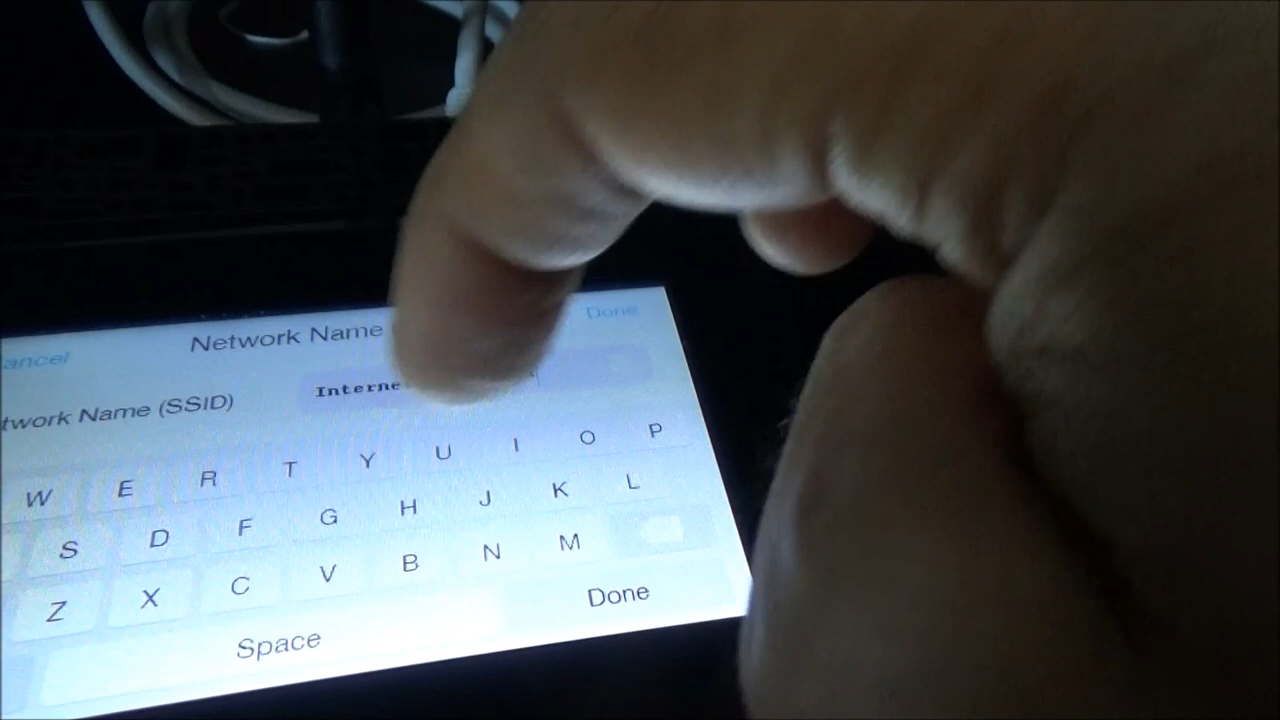 Network Name
Done
ancel
twork Name (SSID)
Interne
W E R T Y U I O P
S D F G H J K L
Z X C V B N M
Space
Done